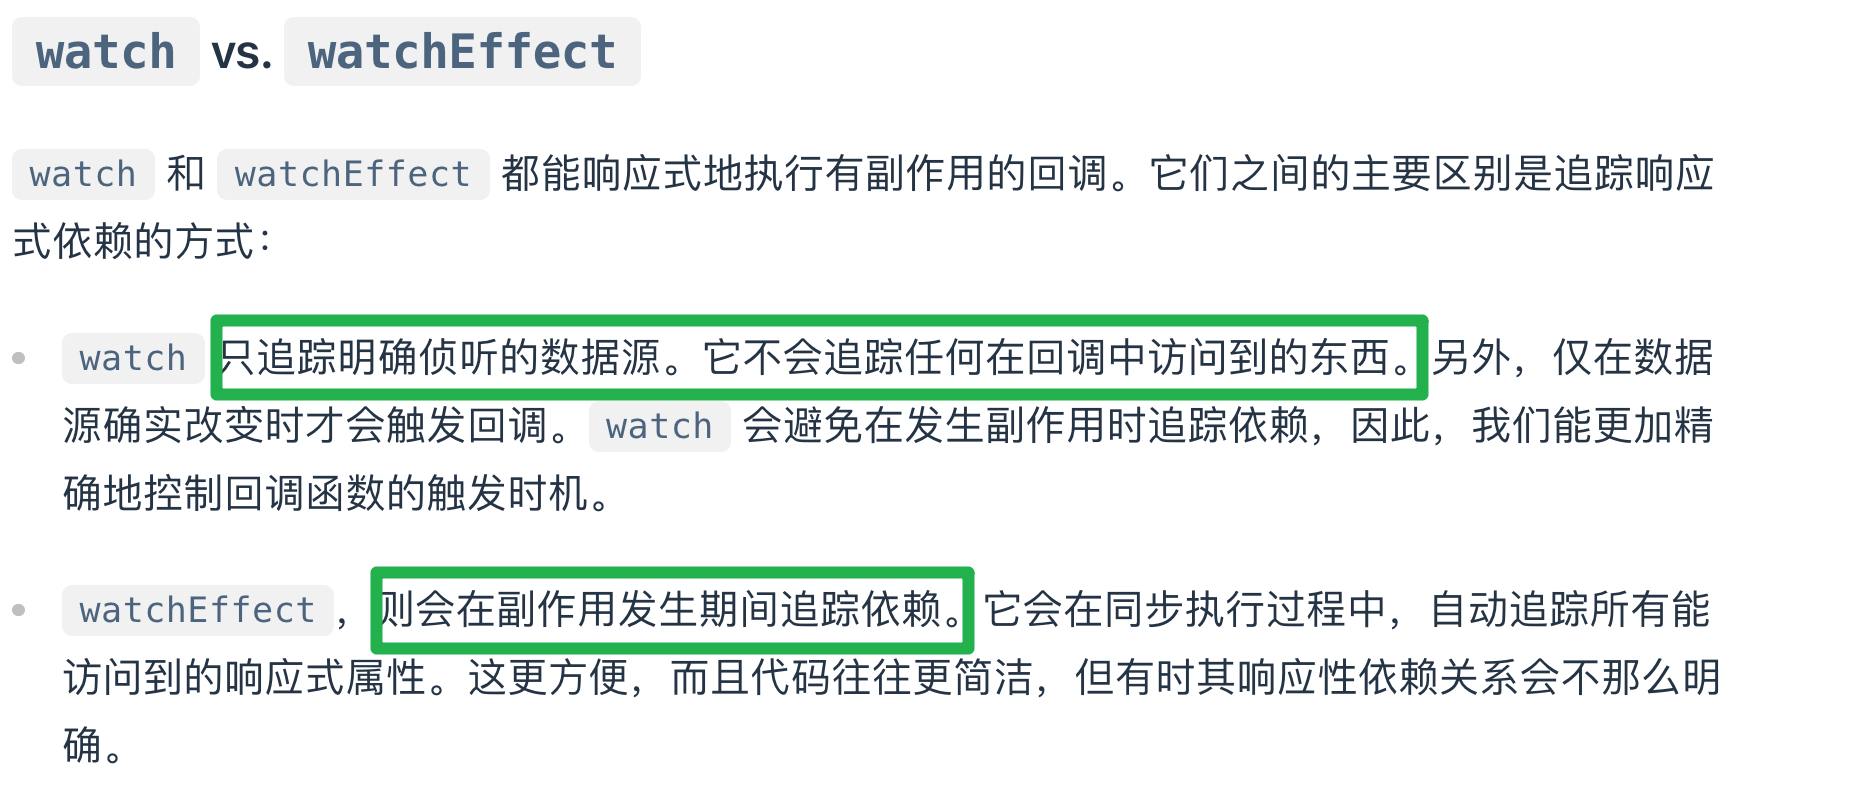 watch vs. watchEffect
watch 和 watchEffect 都能响应式地执行有副作用的回调。它们之间的主要区别是追踪响应
式依赖的方式：
watch 只追踪明确侦听的数据源。它不会追踪任何在回调中访问到的东西。另外，仅在数据
源确实改变时才会触发回调。watch 会避免在发生副作用时追踪依赖，因此，我们能更加精
确地控制回调函数的触发时机。
watchEffect，则会在副作用发生期间追踪依赖。它会在同步执行过程中，自动追踪所有能
访问到的响应式属性。这更方便，而且代码往往更简洁，但有时其响应性依赖关系会不那么明
确。